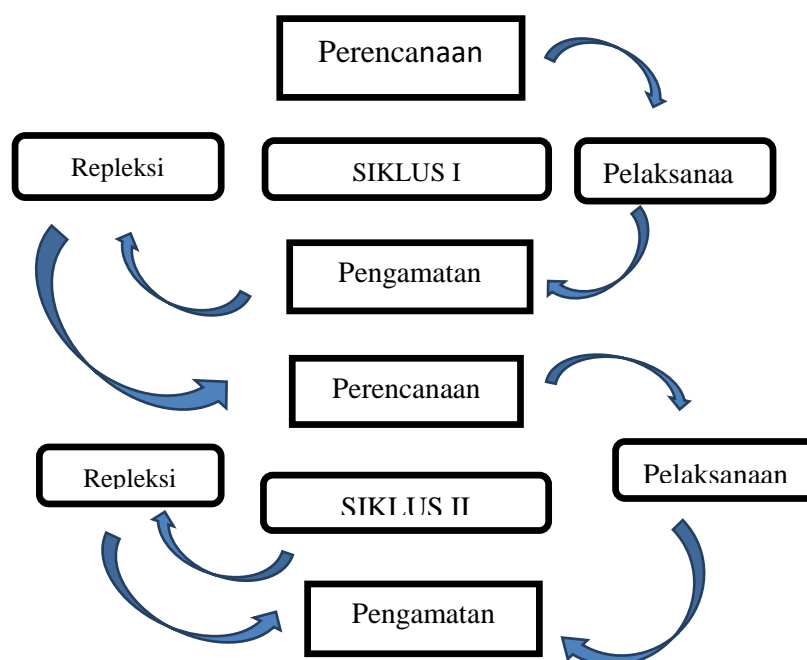 Perencanaan
Repleksi
SIKLUS I
Pelaksanaa
Pengamatan
Perencanaan
Repleksi
SIKLUS II
Pelaksanaan
Pengamatan